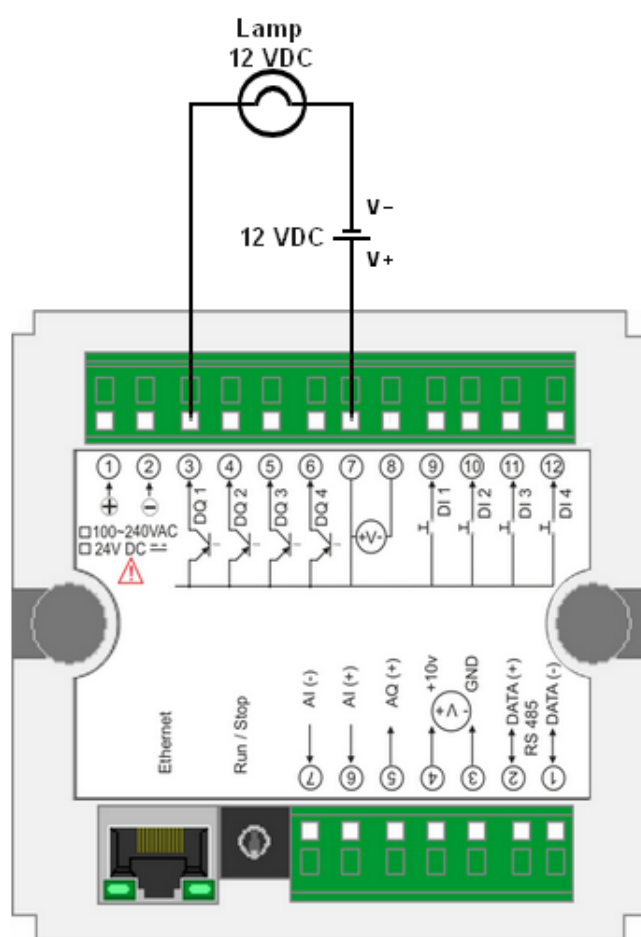 Lamp
12 VDC
V-
12 VDC
V+
1 2 3 4 5 6 7 8 9 10 11 12
DQ 1 DQ 2 DQ 3 DQ 4 DI 1 DI 2 DI 3 DI 4
+V-
100~240VAC
24V DC
AI (-) AI (+) AQ (+) +10v GND DATA (+) DATA (-)
RS 485
+V-
Ethernet Run / Stop
7 6 5 4 3 2 1